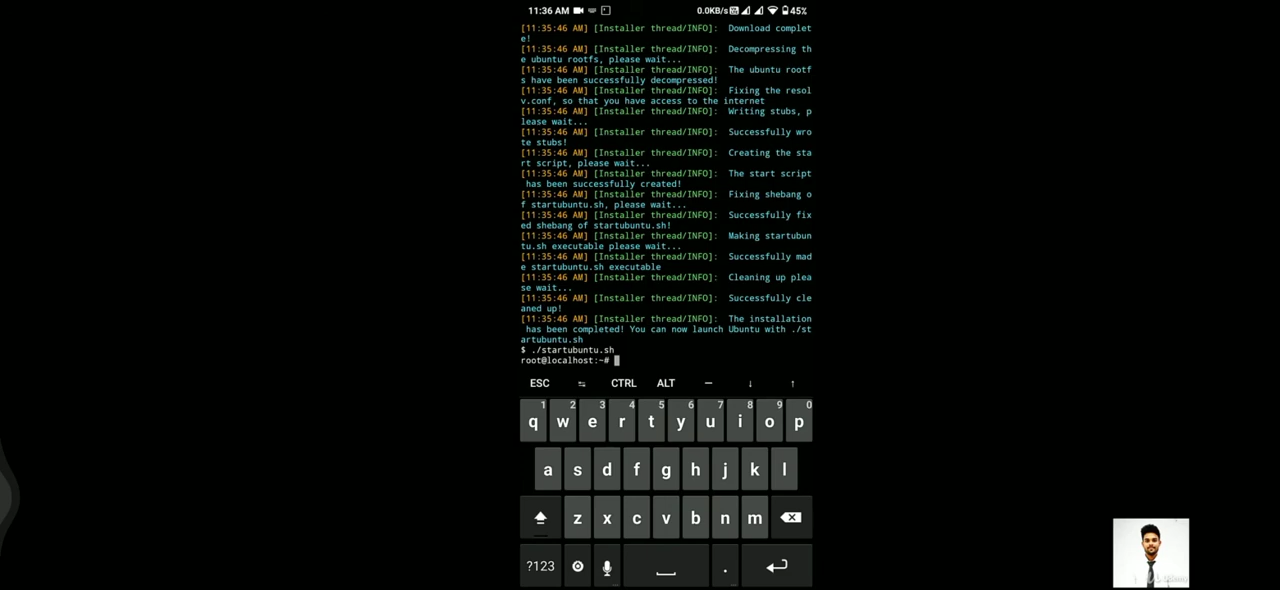 11:36 AM
0.0KB/s
45%
[11:35:46 AM] [Installer thread/INFO]: Download complet
e!
[11:35:46 AM] [Installer thread/INFO]: Decompressing th
e ubuntu rootfs, please wait...
[11:35:46 AM] [Installer thread/INFO]: The ubuntu rootf
s have been successfully decompressed!
[11:35:46 AM] [Installer thread/INFO]: Fixing the resol
v.conf, so that you have access to the internet
[11:35:46 AM] [Installer thread/INFO]: Writing stubs, p
lease wait...
[11:35:46 AM] [Installer thread/INFO]: Successfully wro
te stubs!
[11:35:46 AM] [Installer thread/INFO]: Creating the sta
rt script, please wait...
[11:35:46 AM] [Installer thread/INFO]: The start script
has been successfully created!
[11:35:46 AM] [Installer thread/INFO]: Fixing shebang o
f startubuntu.sh, please wait...
[11:35:46 AM] [Installer thread/INFO]: Successfully fix
ed shebang of startubuntu.sh!
[11:35:46 AM] [Installer thread/INFO]: Making startubun
tu.sh executable please wait...
[11:35:46 AM] [Installer thread/INFO]: Successfully mad
e startubuntu.sh executable
[11:35:46 AM] [Installer thread/INFO]: Cleaning up plea
se wait...
[11:35:46 AM] [Installer thread/INFO]: Successfully cle
aned up!
[11:35:46 AM] [Installer thread/INFO]: The installation
has been completed! You can now launch Ubuntu with ./st
artubuntu.sh
$ ./startubuntu.sh
root@localhost:~#
ESC ⇆ CTRL ALT — ↓ ↑
1 2 3 4 5 6 7 8 9 0
q w e r t y u i o p
a s d f g h j k l
z x c v b n m
?123 .